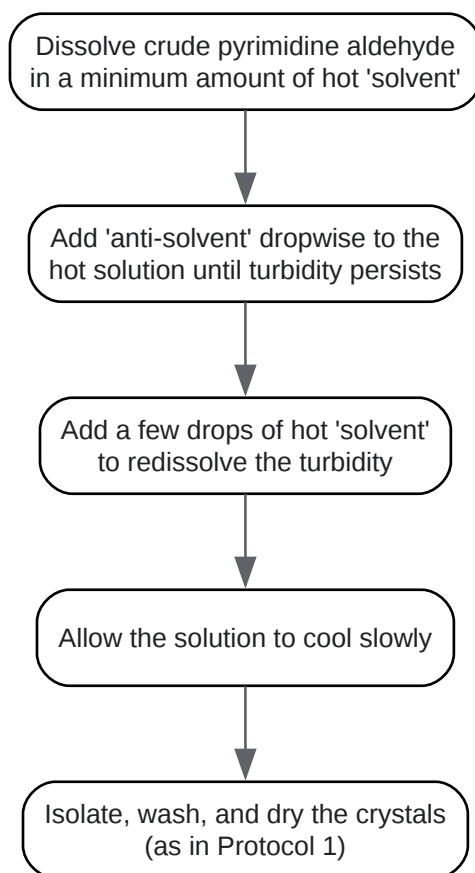 Dissolve crude pyrimidine aldehyde
in a minimum amount of hot 'solvent'
Add 'anti-solvent' dropwise to the
hot solution until turbidity persists
Add a few drops of hot 'solvent'
to redissolve the turbidity
Allow the solution to cool slowly
Isolate, wash, and dry the crystals
(as in Protocol 1)